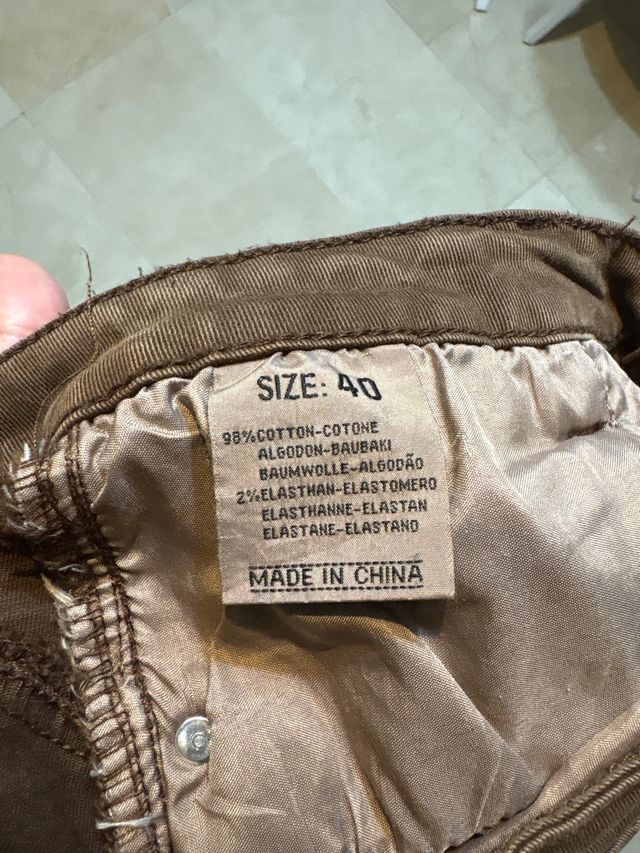 SIZE: 40
98%COTTON-COTONE
ALGODON-BAUBAKI
BAUMWOLLE-ALGODÃO
2%ELASTHAN-ELASTOMERO
ELASTHANNE-ELASTAN
ELASTANE-ELASTANO
MADE IN CHINA